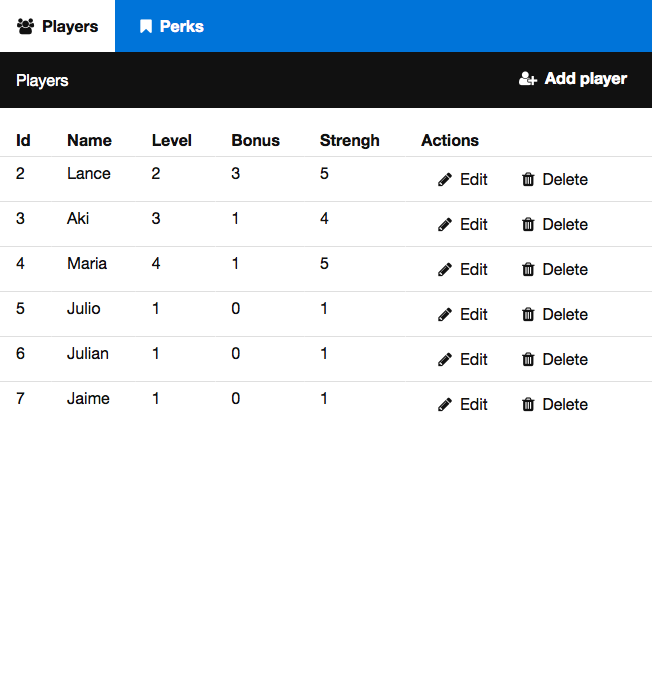 Players Perks
Players Add player
Id Name Level Bonus Strengh Actions
2 Lance 2 3 5 Edit Delete
3 Aki 3 1 4 Edit Delete
4 Maria 4 1 5 Edit Delete
5 Julio 1 0 1 Edit Delete
6 Julian 1 0 1 Edit Delete
7 Jaime 1 0 1 Edit Delete